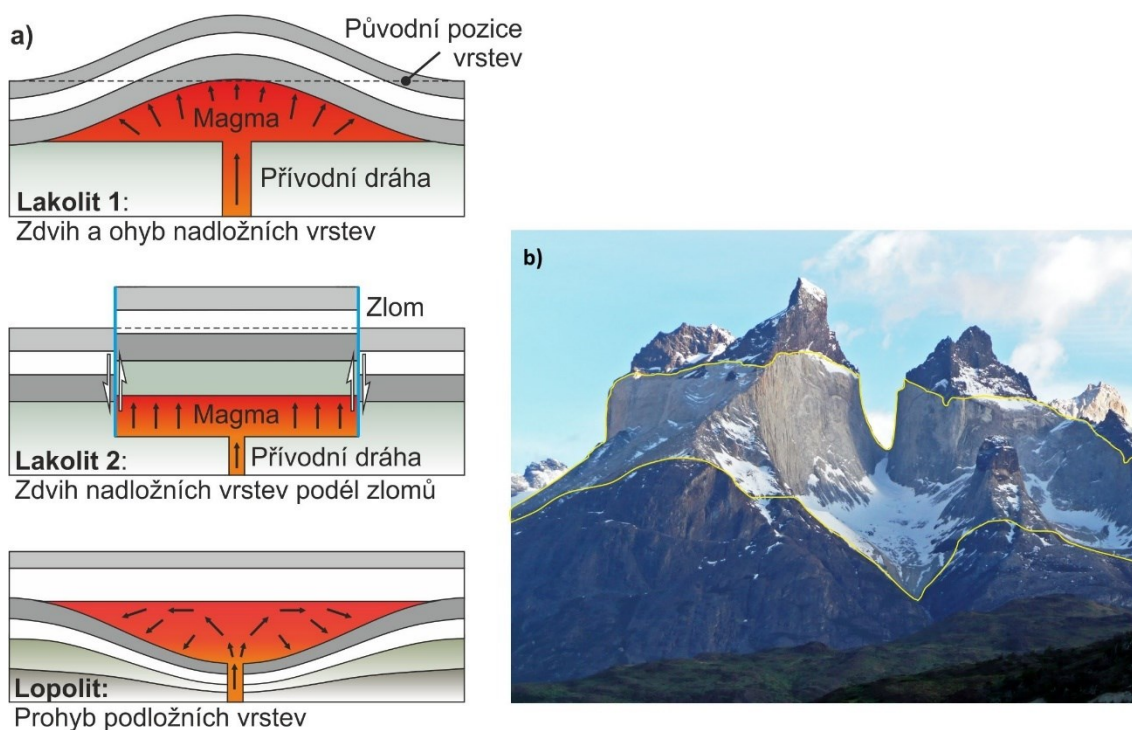 a)
Původní pozice
vrstev
Magma
Přívodní dráha
Lakolit 1:
Zdvih a ohyb nadložních vrstev
Zlom
Magma
Přívodní dráha
Lakolit 2:
Zdvih nadložních vrstev podél zlomů
Lopolit:
Prohyb podložních vrstev
b)